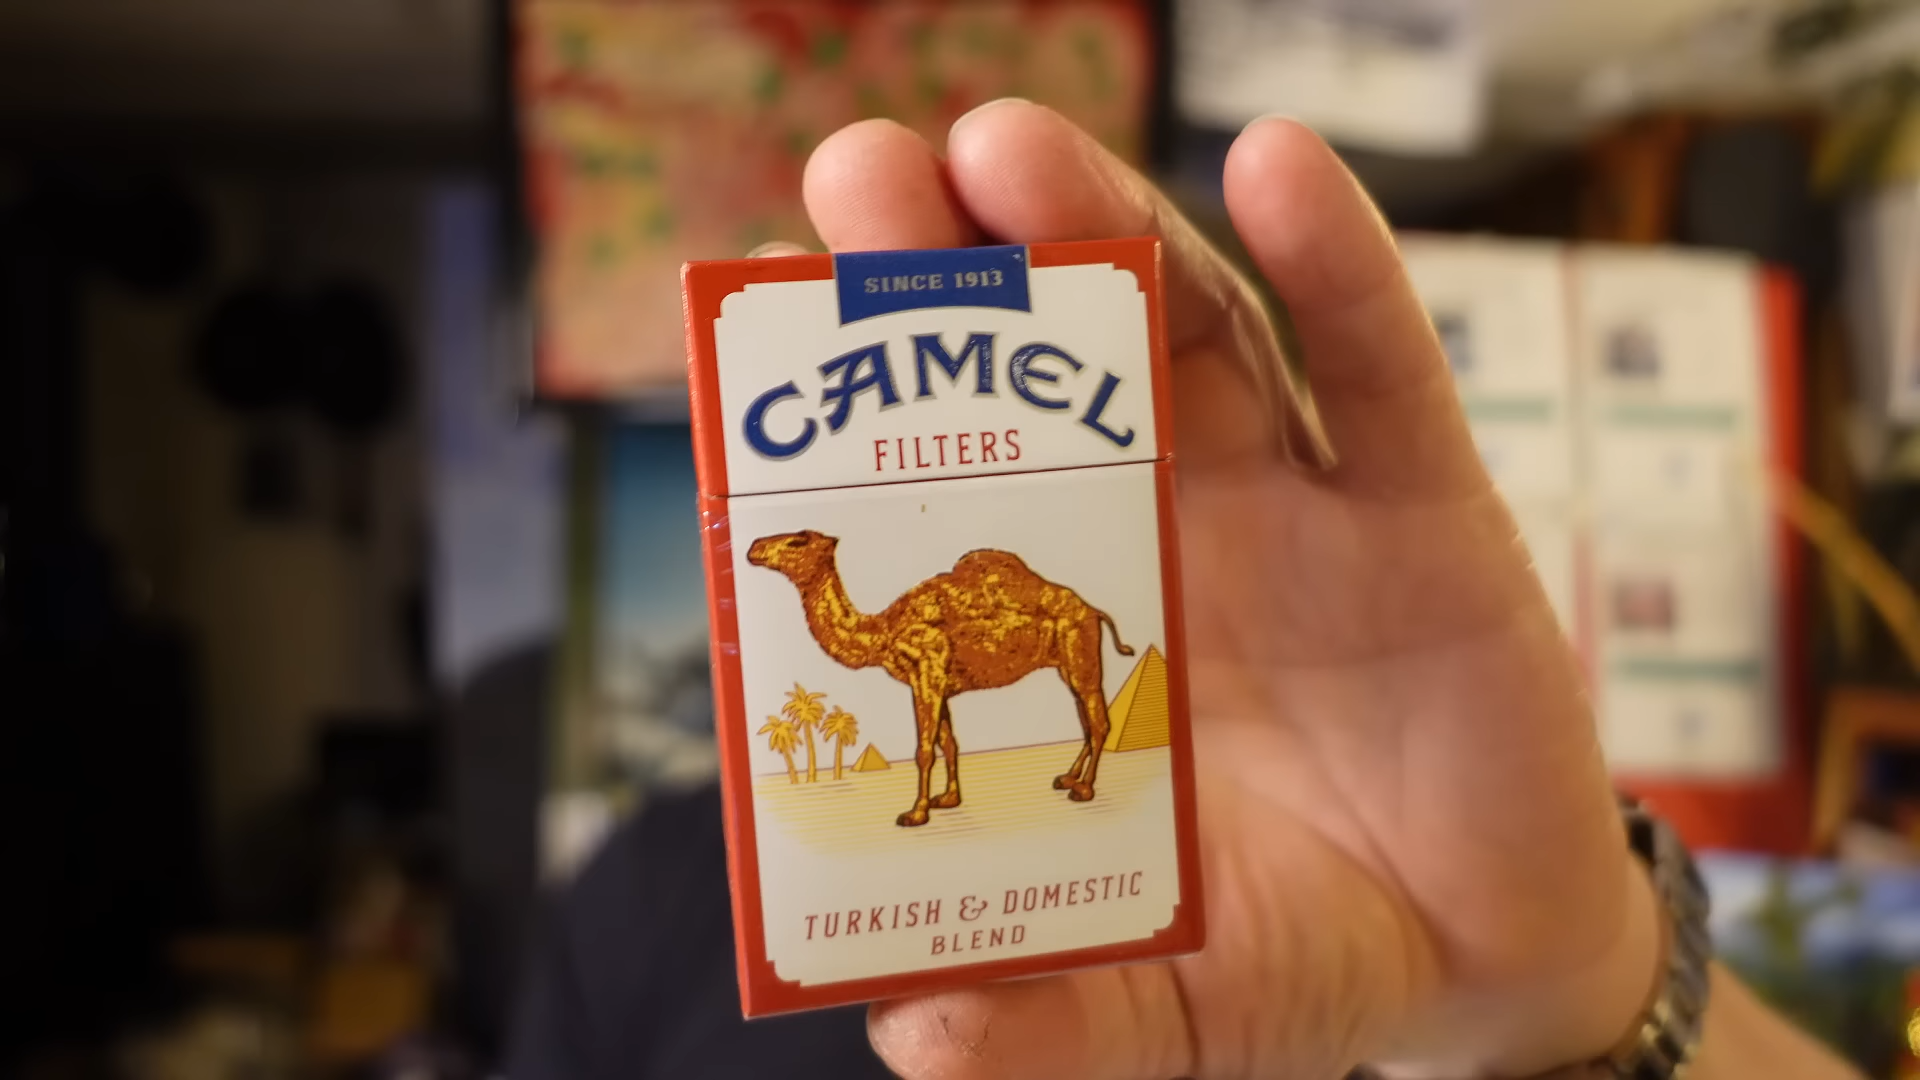 SINCE 1913
CAMEL
FILTERS
TURKISH & DOMESTIC
BLEND